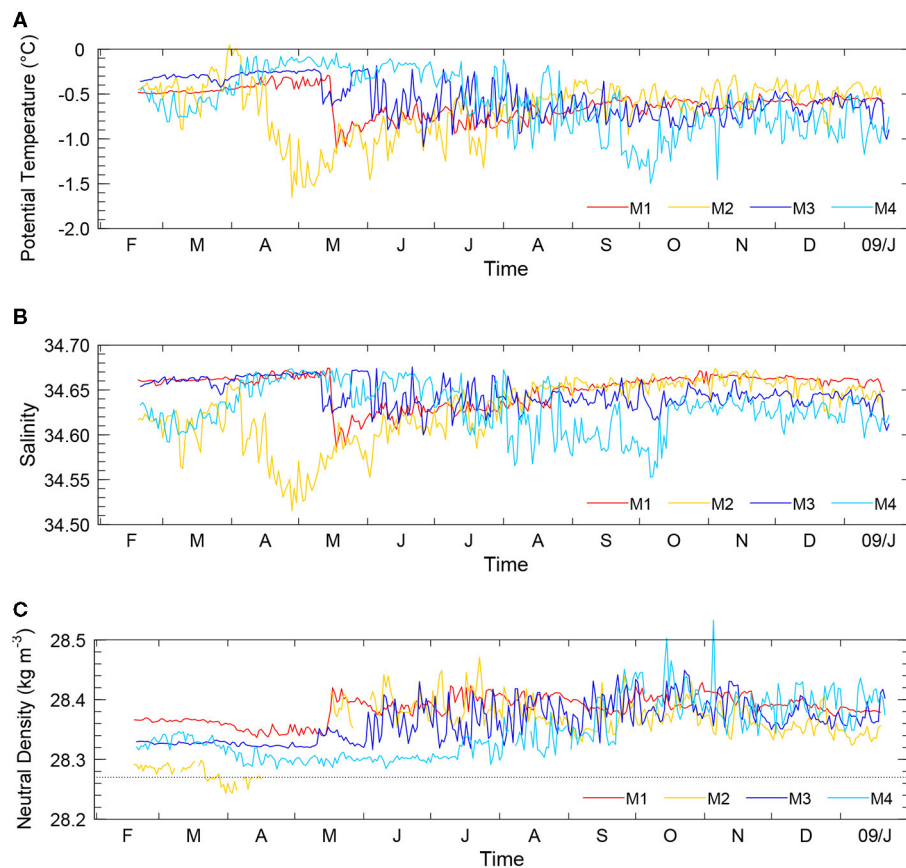 A
Potential Temperature (°C)
0
-0.5
-1.0
-1.5
-2.0
M1 M2 M3 M4
F M A M J J A S O N D 09/J
Time
B
Salinity
34.70
34.65
34.60
34.55
34.50
M1 M2 M3 M4
F M A M J J A S O N D 09/J
Time
C
Neutral Density (kg m-3)
28.5
28.4
28.3
28.2
M1 M2 M3 M4
F M A M J J A S O N D 09/J
Time